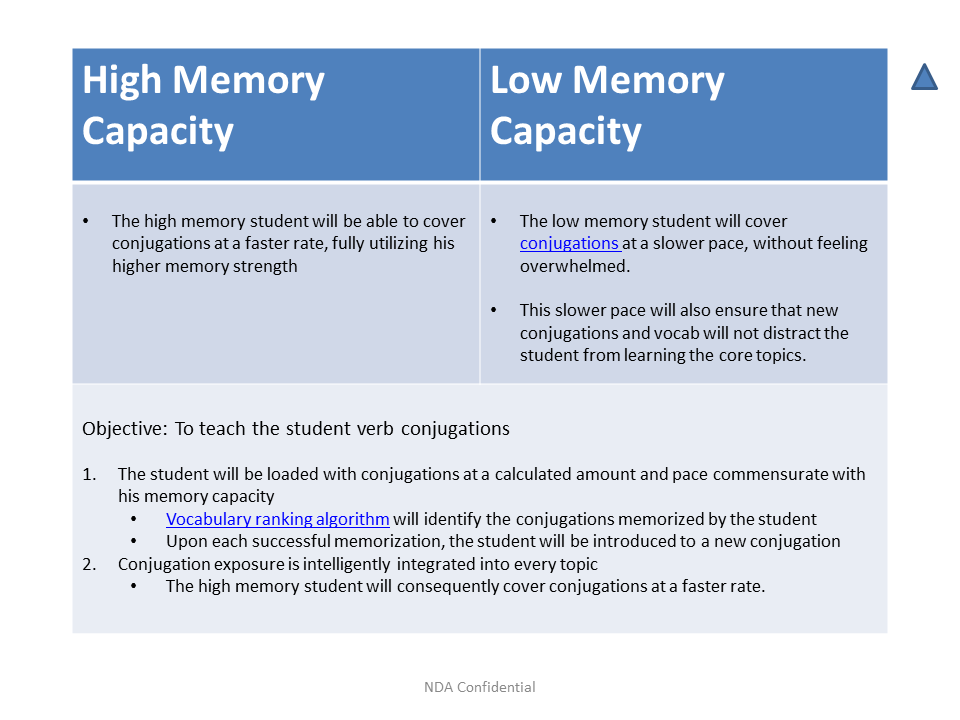 High Memory
Capacity
Low Memory
Capacity
• The high memory student will be able to cover
conjugations at a faster rate, fully utilizing his
higher memory strength
• The low memory student will cover
conjugations at a slower pace, without feeling
overwhelmed.
• This slower pace will also ensure that new
conjugations and vocab will not distract the
student from learning the core topics.
Objective: To teach the student verb conjugations
1. The student will be loaded with conjugations at a calculated amount and pace commensurate with
his memory capacity
• Vocabulary ranking algorithm will identify the conjugations memorized by the student
• Upon each successful memorization, the student will be introduced to a new conjugation
2. Conjugation exposure is intelligently integrated into every topic
• The high memory student will consequently cover conjugations at a faster rate.
NDA Confidential